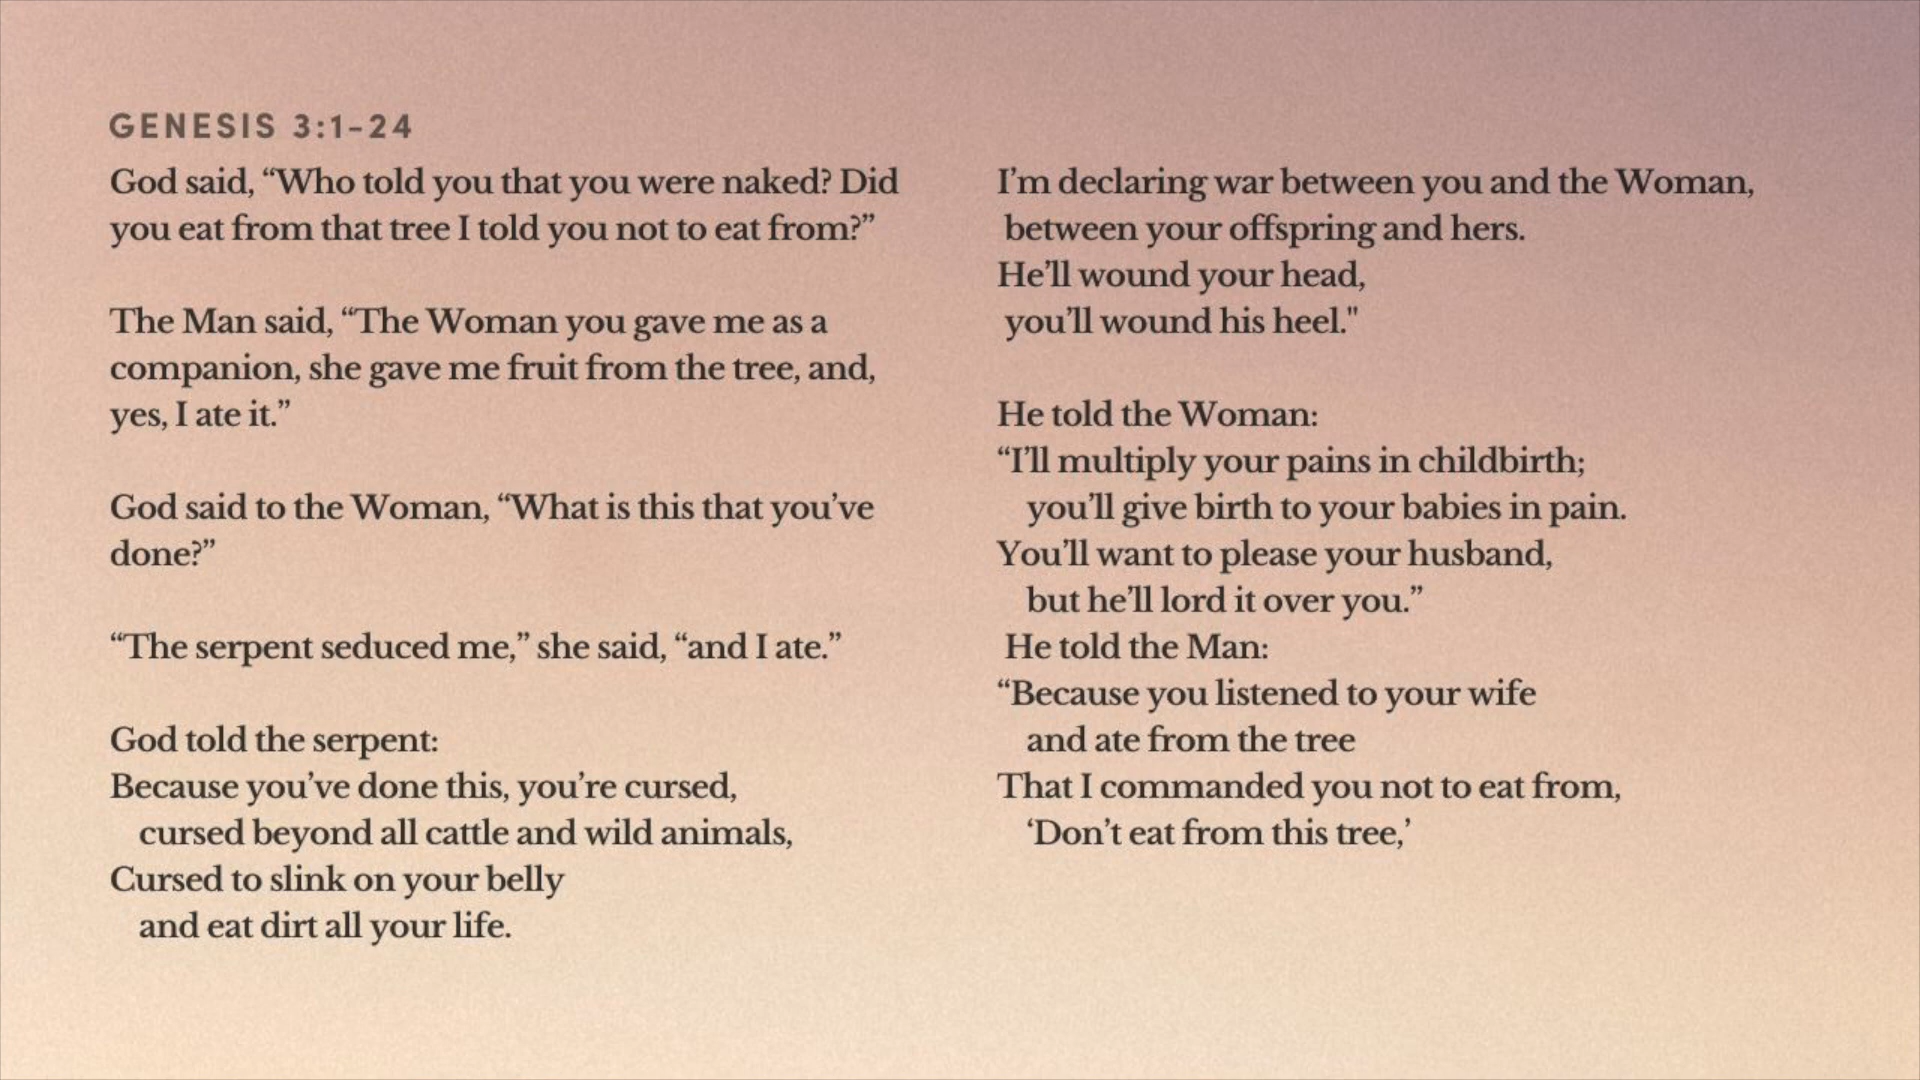 GENESIS 3:1–24
God said, “Who told you that you were naked? Did
you eat from that tree I told you not to eat from?”
The Man said, “The Woman you gave me as a
companion, she gave me fruit from the tree, and,
yes, I ate it.”
God said to the Woman, “What is this that you’ve
done?”
“The serpent seduced me,” she said, “and I ate.”
God told the serpent:
Because you’ve done this, you’re cursed,
cursed beyond all cattle and wild animals,
Cursed to slink on your belly
and eat dirt all your life.
I’m declaring war between you and the Woman,
between your offspring and hers.
He’ll wound your head,
you’ll wound his heel."
He told the Woman:
“I’ll multiply your pains in childbirth;
you’ll give birth to your babies in pain.
You’ll want to please your husband,
but he’ll lord it over you.”
He told the Man:
“Because you listened to your wife
and ate from the tree
That I commanded you not to eat from,
‘Don’t eat from this tree,’